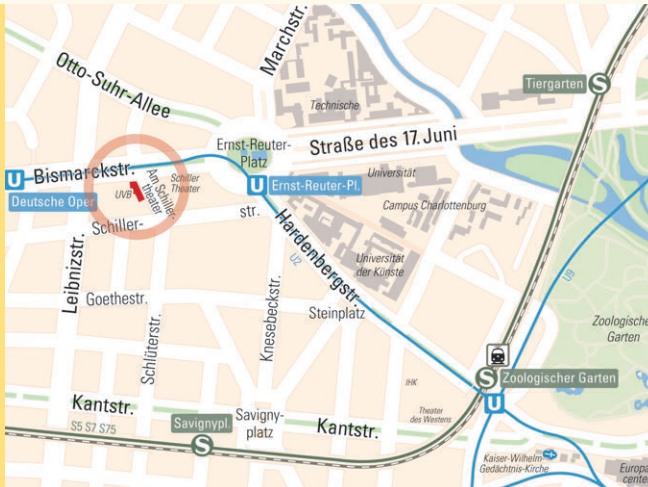 Otto-Suhr-Allee
Marchstr.
Technische
Tiergarten
S
Ernst-Reuter-
Platz
Straße des 17. Juni
U
Bismarckstr.
Deutsche Oper
UVB
Am Schiller-
theater
Schiller
Theater
U
Ernst-Reuter-Pl.
Universität
Campus Charlottenburg
Schiller-
str.
Leibnizstr.
Hardenbergstr.
U2
Universität
der Künste
U9
Goethestr.
Schlüterstr.
Knesebeckstr.
Steinplatz
Zoologische
Garten
S
Zoologischer Garten
U
IHK
Theater
des Westens
Kantstr.
S5 S7 S75
Savignypl.
S
Savigny-
platz
Kantstr.
Kaiser-Wilhelm-
Gedächtnis-Kirche
Europa
center